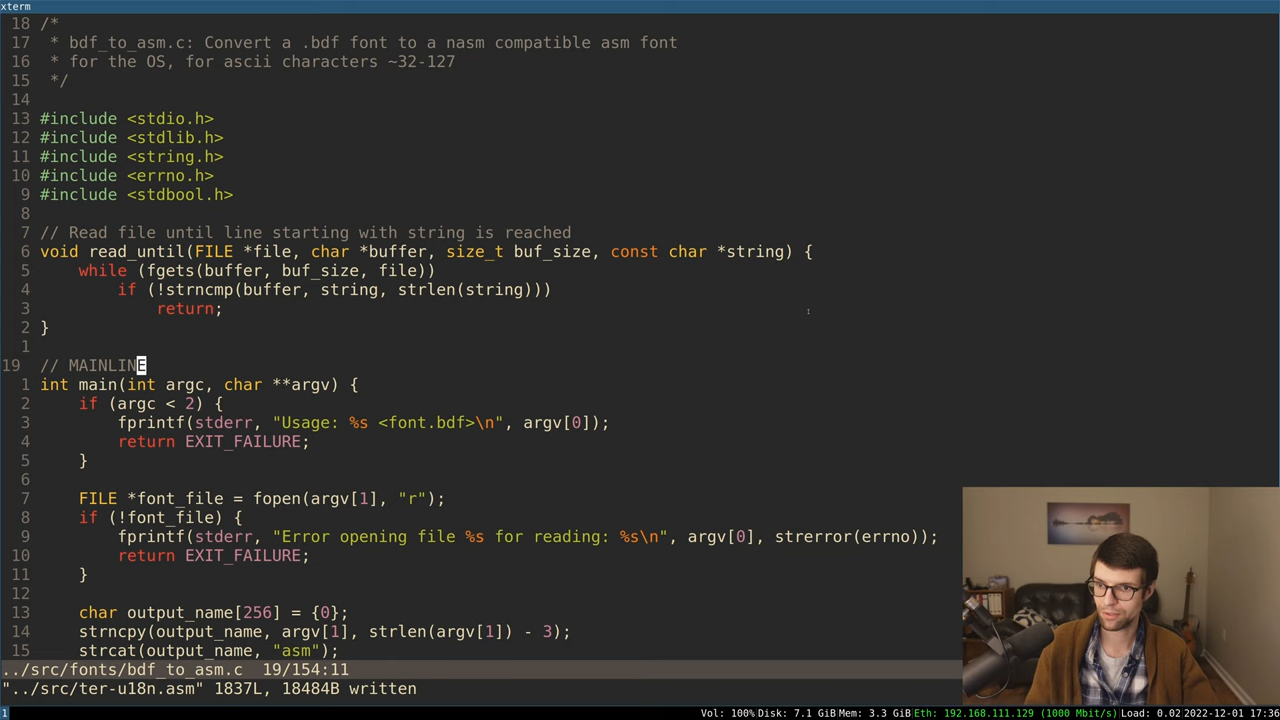 xterm
18 /*
17  * bdf_to_asm.c: Convert a .bdf font to a nasm compatible asm font
16  * for the OS, for ascii characters ~32-127
15  */
14
13 #include <stdio.h>
12 #include <stdlib.h>
11 #include <string.h>
10 #include <errno.h>
9 #include <stdbool.h>
8
7 // Read file until line starting with string is reached
6 void read_until(FILE *file, char *buffer, size_t buf_size, const char *string) {
5     while (fgets(buffer, buf_size, file))
4         if (!strncmp(buffer, string, strlen(string)))
3             return;
2 }
1
19 // MAINLINE
1 int main(int argc, char **argv) {
2     if (argc < 2) {
3         fprintf(stderr, "Usage: %s <font.bdf>\n", argv[0]);
4         return EXIT_FAILURE;
5     }
6
7     FILE *font_file = fopen(argv[1], "r");
8     if (!font_file) {
9         fprintf(stderr, "Error opening file %s for reading: %s\n", argv[0], strerror(errno));
10         return EXIT_FAILURE;
11     }
12
13     char output_name[256] = {0};
14     strncpy(output_name, argv[1], strlen(argv[1]) - 3);
15     strcat(output_name, "asm");
../src/fonts/bdf_to_asm.c  19/154:11
"../src/ter-u18n.asm" 1837L, 18484B written
1 Vol: 100% Disk: 7.1 GiB Mem: 3.3 GiB Eth: 192.168.111.129 (1000 Mbit/s) Load: 0.02 2022-12-01 17:36